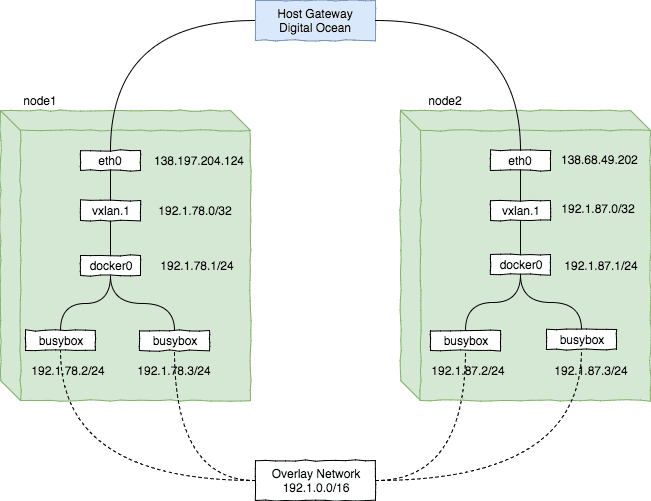 Host Gateway
Digital Ocean
node1
node2
eth0
138.197.204.124
eth0
138.68.49.202
vxlan.1
192.1.78.0/32
vxlan.1
192.1.87.0/32
docker0
192.1.78.1/24
docker0
192.1.87.1/24
busybox
busybox
busybox
busybox
192.1.78.2/24
192.1.78.3/24
192.1.87.2/24
192.1.87.3/24
Overlay Network
192.1.0.0/16